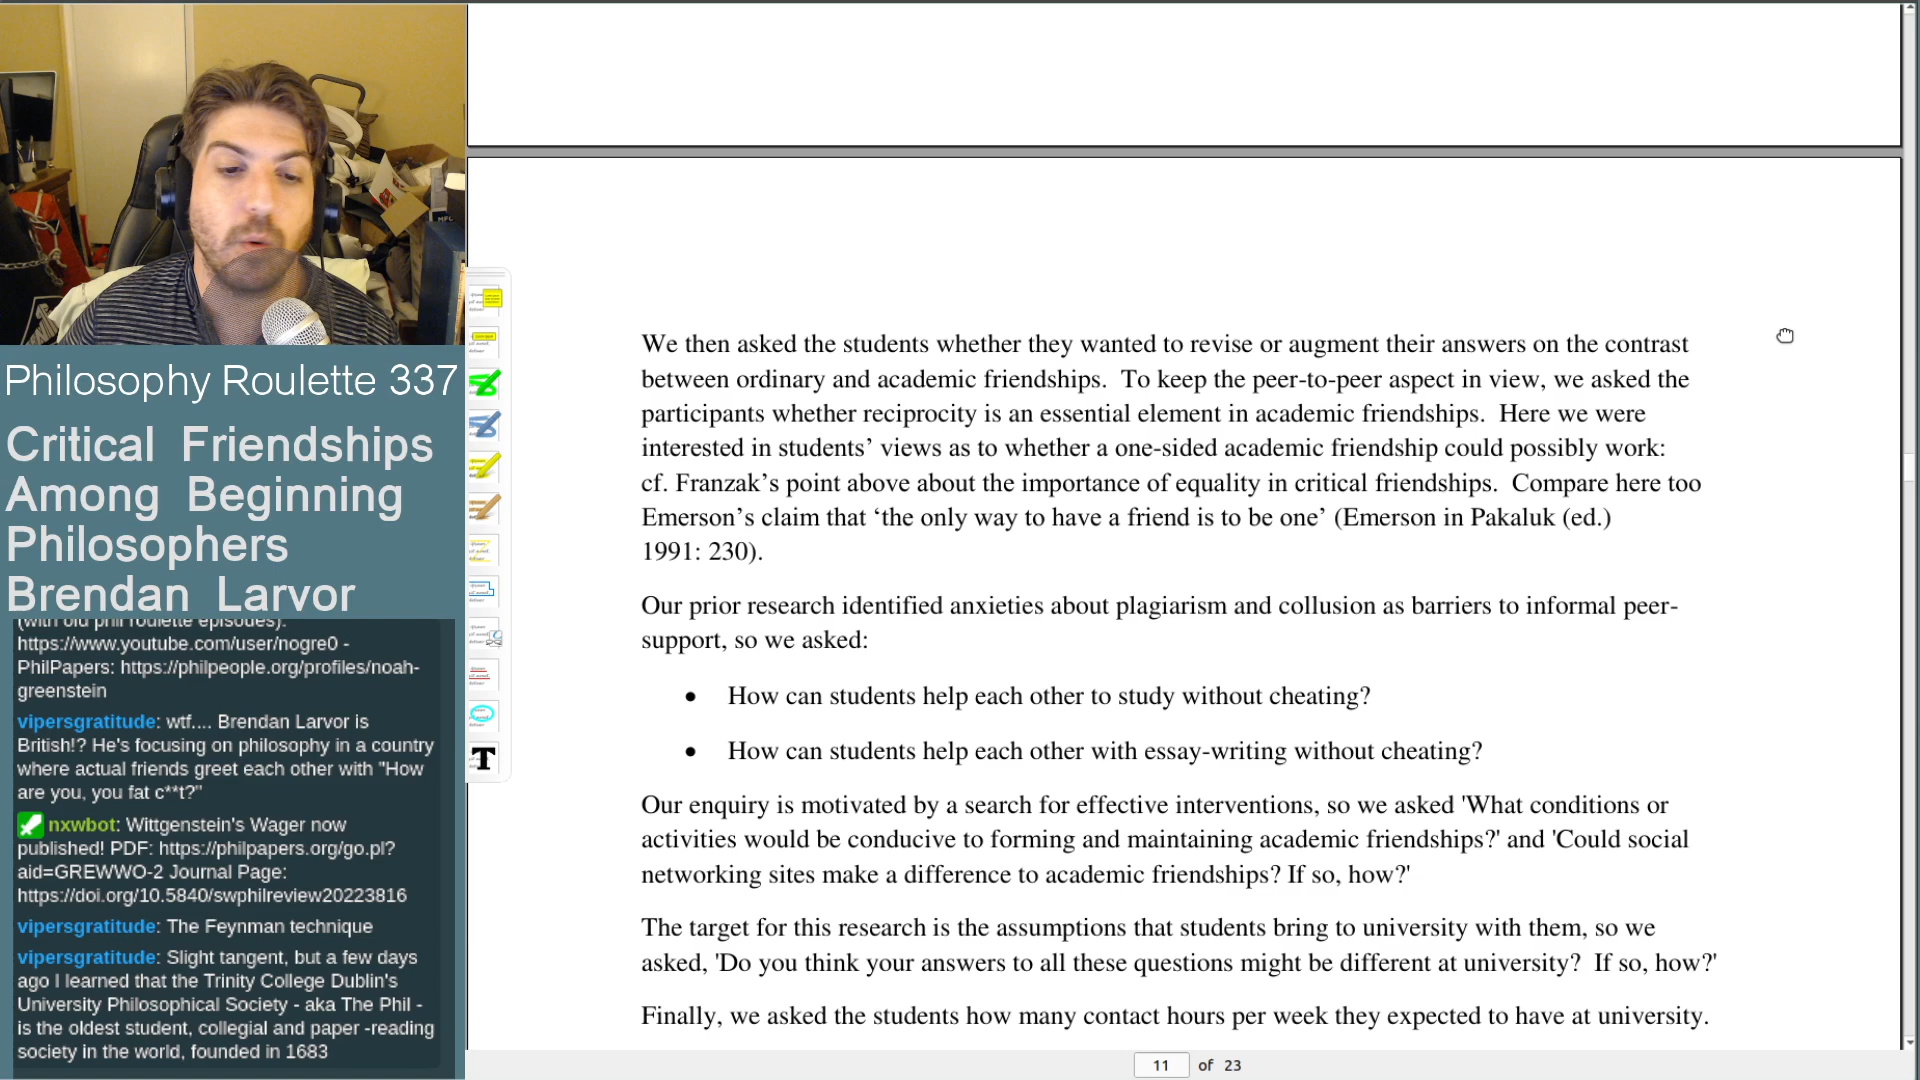 Philosophy Roulette 337
Critical Friendships
Among Beginning
Philosophers
Brendan Larvor
(with old phil roulette episodes):
https://www.youtube.com/user/nogre0 -
PhilPapers: https://philpeople.org/profiles/noah-
greenstein
vipersgratitude: wtf.... Brendan Larvor is
British!? He's focusing on philosophy in a country
where actual friends greet each other with "How
are you, you fat c**t?"
nxwbot: Wittgenstein's Wager now
published! PDF: https://philpapers.org/go.pl?
aid=GREWWO-2 Journal Page:
https://doi.org/10.5840/swphilreview20223816
vipersgratitude: The Feynman technique
vipersgratitude: Slight tangent, but a few days
ago I learned that the Trinity College Dublin's
University Philosophical Society - aka The Phil -
is the oldest student, collegial and paper -reading
society in the world, founded in 1683
We then asked the students whether they wanted to revise or augment their answers on the contrast
between ordinary and academic friendships.  To keep the peer-to-peer aspect in view, we asked the
participants whether reciprocity is an essential element in academic friendships.  Here we were
interested in students’ views as to whether a one-sided academic friendship could possibly work:
cf. Franzak’s point above about the importance of equality in critical friendships.  Compare here too
Emerson’s claim that ‘the only way to have a friend is to be one’ (Emerson in Pakaluk (ed.)
1991: 230).
Our prior research identified anxieties about plagiarism and collusion as barriers to informal peer-
support, so we asked:
• How can students help each other to study without cheating?
• How can students help each other with essay-writing without cheating?
Our enquiry is motivated by a search for effective interventions, so we asked 'What conditions or
activities would be conducive to forming and maintaining academic friendships?' and 'Could social
networking sites make a difference to academic friendships? If so, how?'
The target for this research is the assumptions that students bring to university with them, so we
asked, 'Do you think your answers to all these questions might be different at university?  If so, how?'
Finally, we asked the students how many contact hours per week they expected to have at university.
11 of 23
T